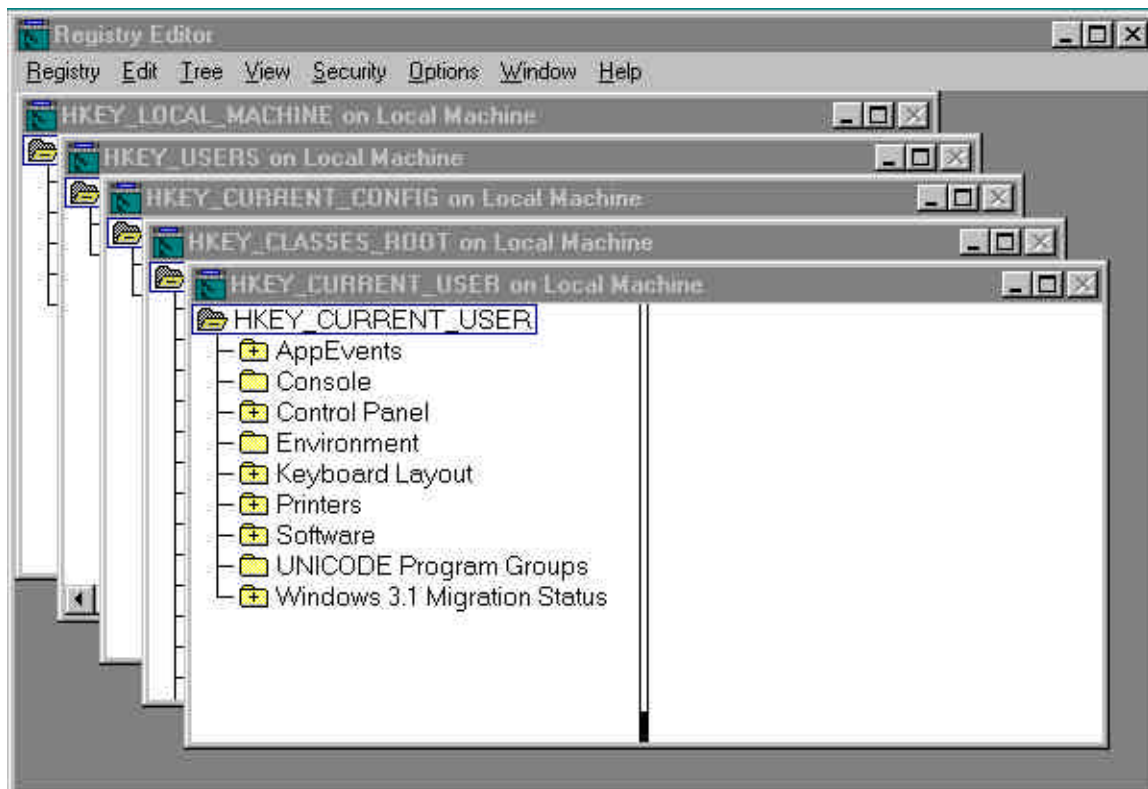 Registry Editor
Registry Edit Tree View Security Options Window Help
HKEY_LOCAL_MACHINE on Local Machine
HKEY_USERS on Local Machine
HKEY_CURRENT_CONFIG on Local Machine
HKEY_CLASSES_ROOT on Local Machine
HKEY_CURRENT_USER on Local Machine
HKEY_CURRENT_USER
AppEvents
Console
Control Panel
Environment
Keyboard Layout
Printers
Software
UNICODE Program Groups
Windows 3.1 Migration Status